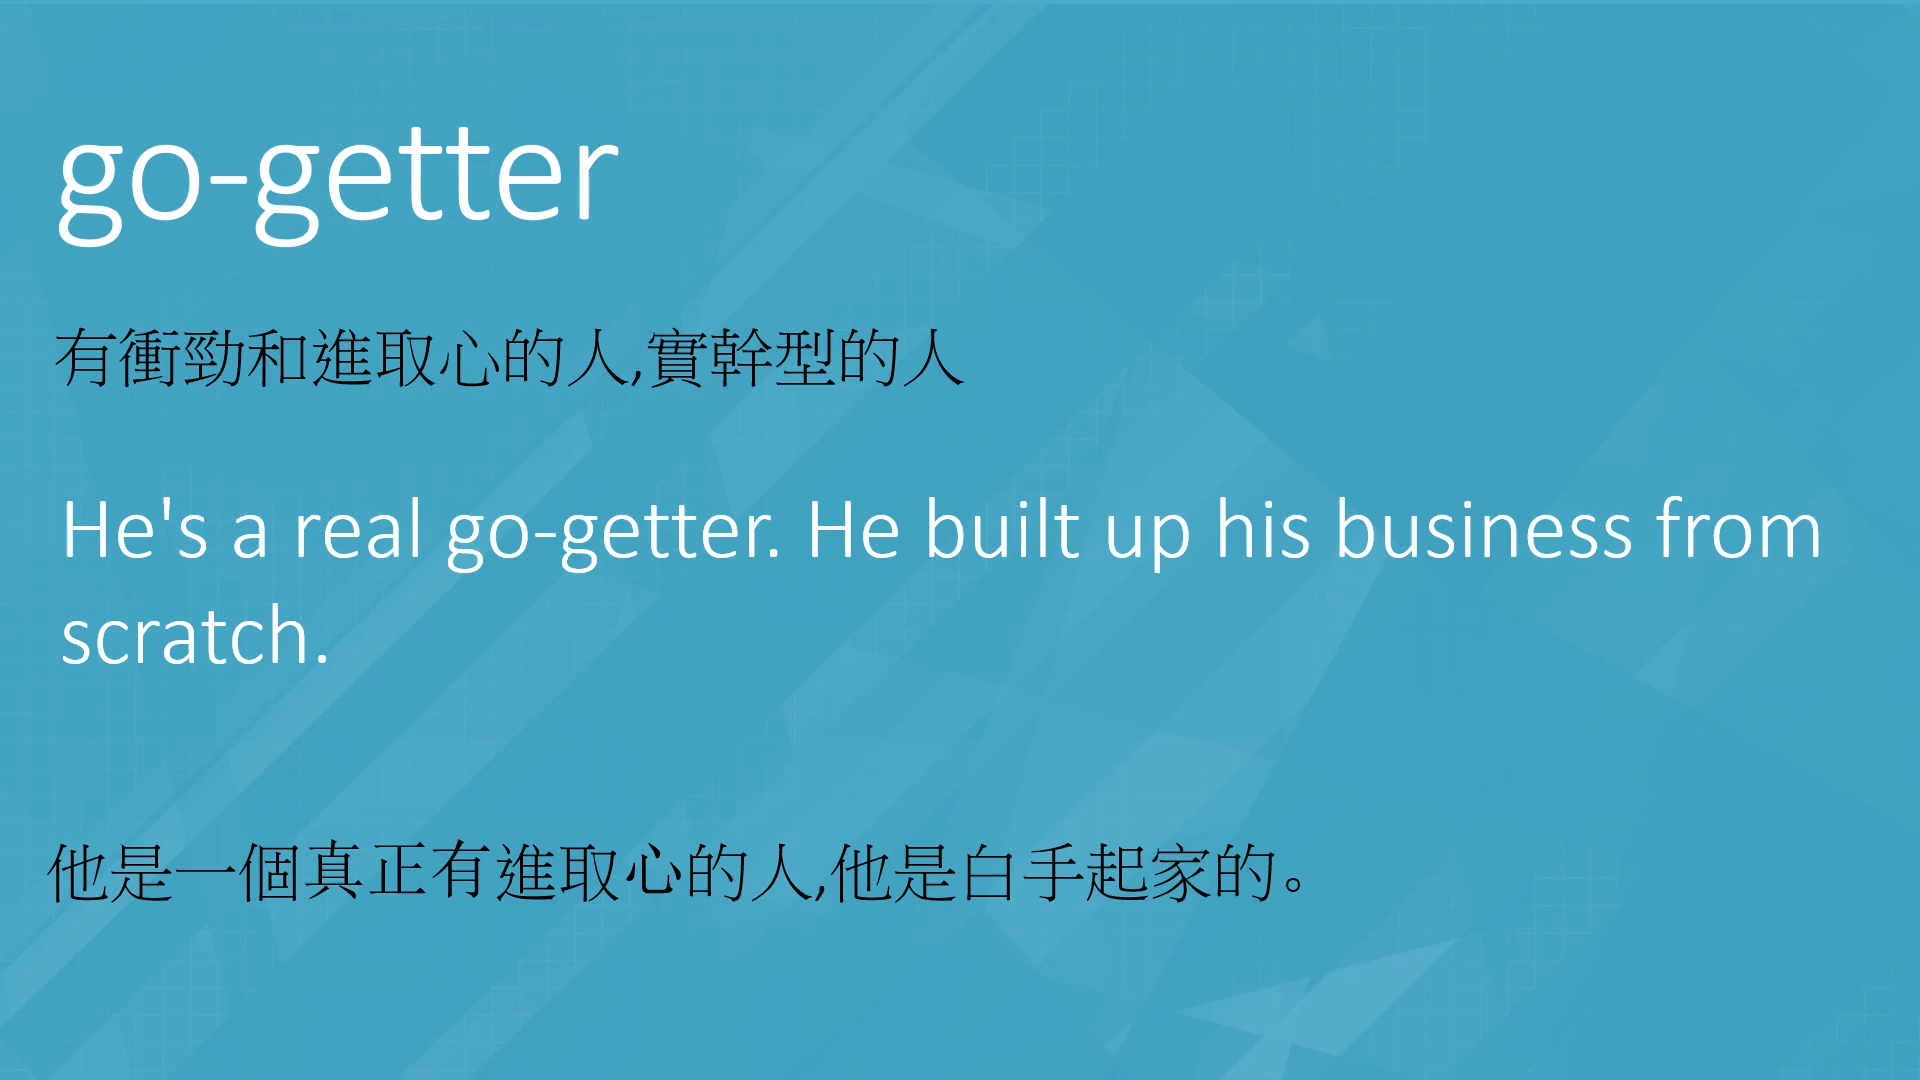 go-getter
有衝勁和進取心的人,實幹型的人
He's a real go-getter. He built up his business from
scratch.
他是一個真正有進取心的人,他是白手起家的。